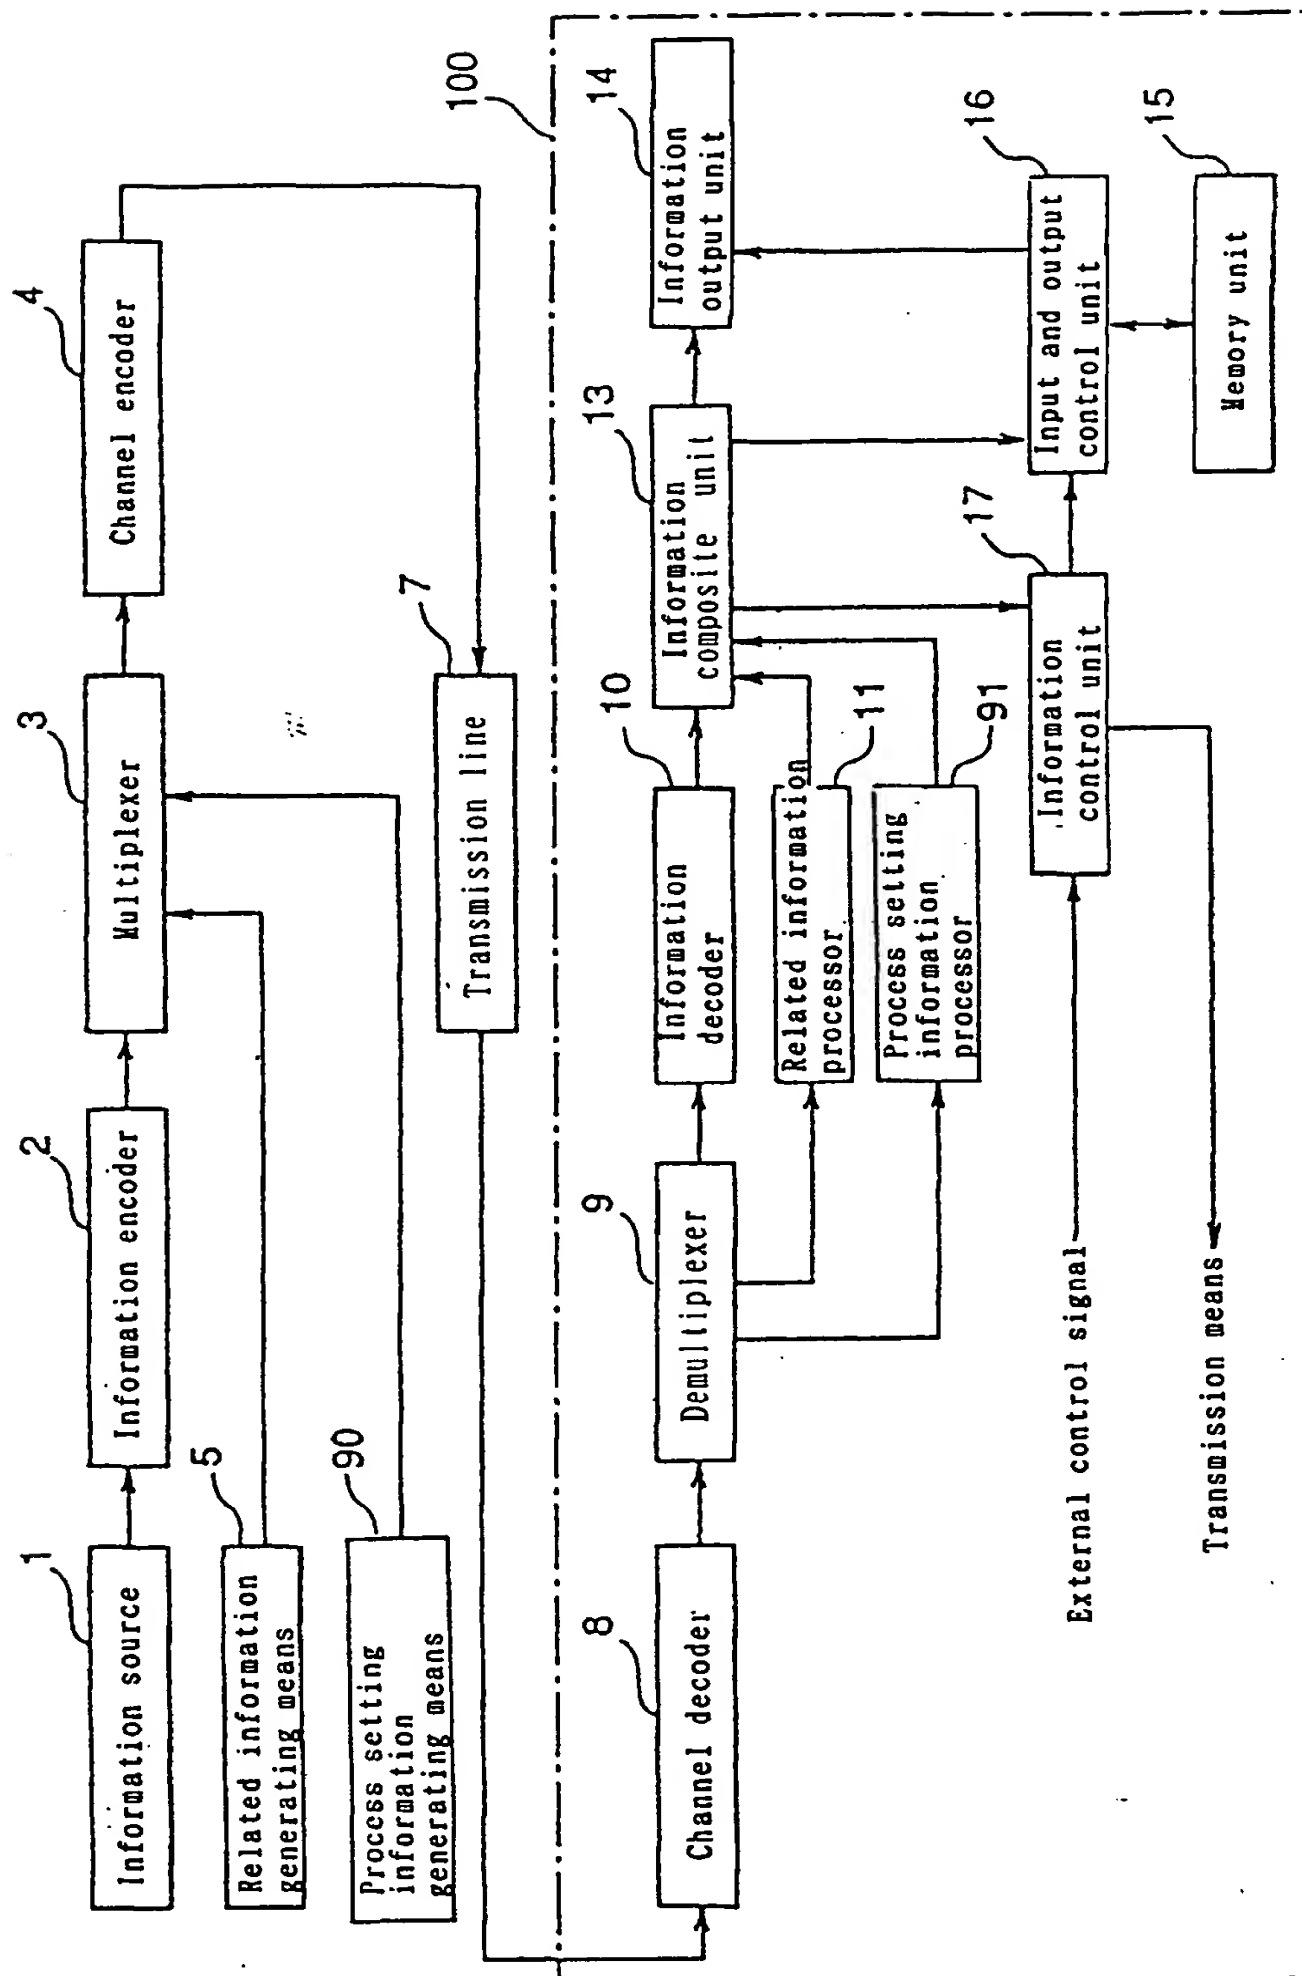 1
Information source
2
Information encoder
3
Multiplexer
4
Channel encoder
5
Related information
generating means
90
Process setting
information
generating means
7
Transmission line
100
8
Channel decoder
9
Demultiplexer
10
Information
decoder
13
Information
composite unit
14
Information
output unit
Related information
processor
11
Process setting
information
processor
91
17
Information
control unit
16
Input and output
control unit
External control signal
15
Memory unit
Transmission means